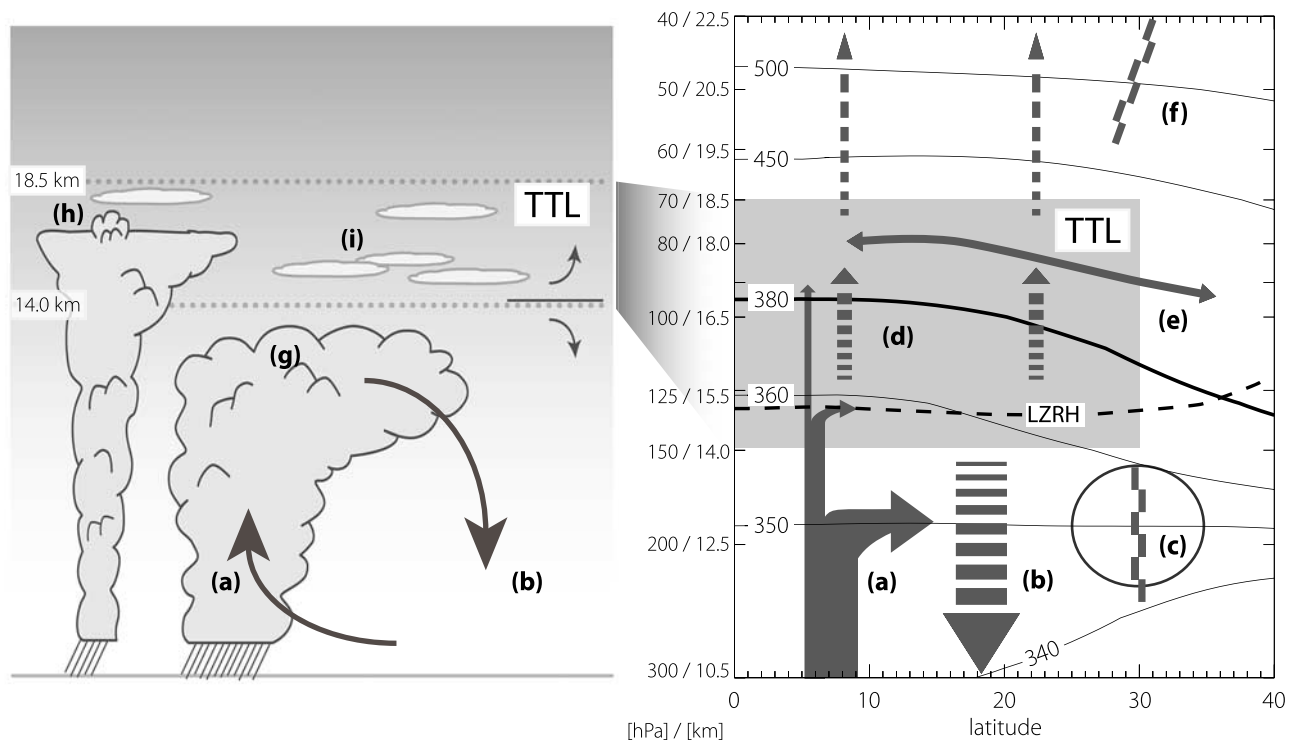 18.5 km
(h)
TTL
(i)
14.0 km
(g)
(a)
(b)
40 / 22.5
500
50 / 20.5
(f)
60 / 19.5
450
70 / 18.5
TTL
80 / 18.0
380
(e)
100 / 16.5
(d)
125 / 15.5
360
LZRH
150 / 14.0
350
(c)
200 / 12.5
(a)
(b)
340
300 / 10.5
0
10
20
30
40
[hPa] / [km]
latitude